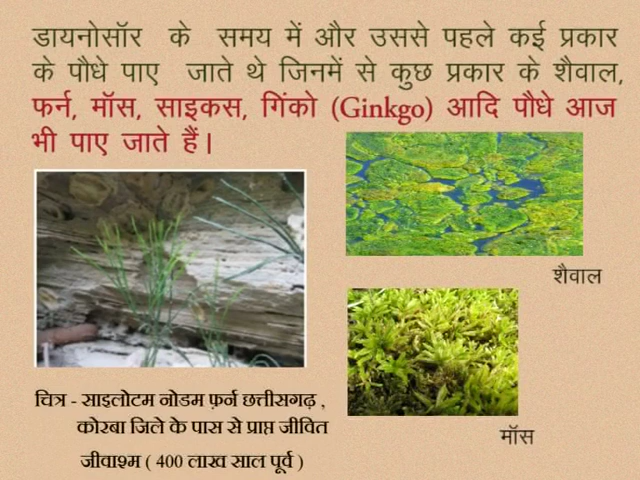 डायनोसॉर के समय में और उससे पहले कई प्रकार
के पौधे पाए जाते थे जिनमें से कुछ प्रकार के शैवाल,
फर्न, मॉस, साइकस, गिंको (Ginkgo) आदि पौधे आज
भी पाए जाते हैं।
शैवाल
चित्र - साइलोटम नोडम फ़र्न छत्तीसगढ़ ,
कोरबा जिले के पास से प्राप्त जीवित
जीवाश्म ( 400 लाख साल पूर्व )
मॉस